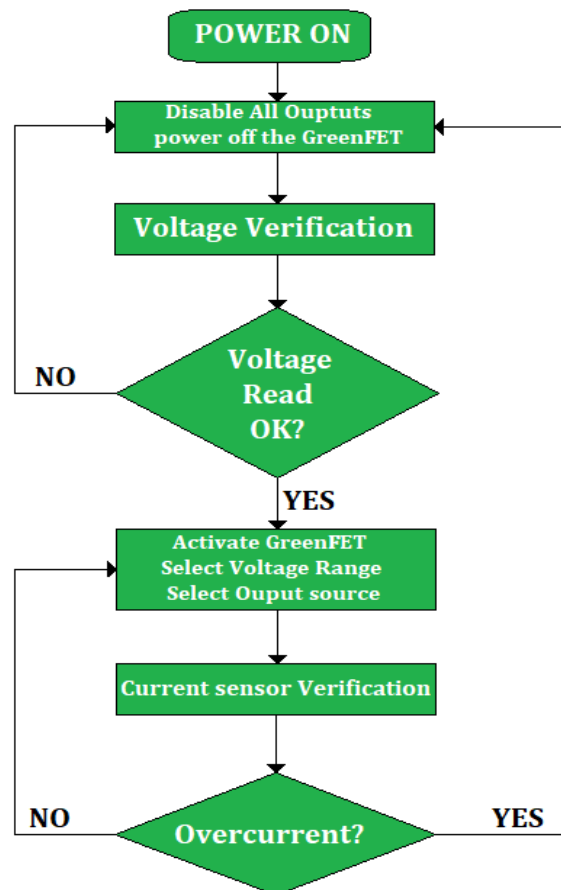 POWER ON
Disable All Ouptuts
power off the GreenFET
Voltage Verification
Voltage
Read
OK?
NO
YES
Activate GreenFET
Select Voltage Range
Select Ouput source
Current sensor Verification
Overcurrent?
NO
YES